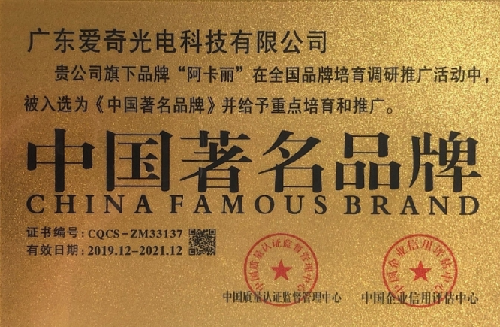 广东爱奇光电科技有限公司
贵公司旗下品牌“阿卡丽”在全国品牌培育调研推广活动中，
被入选为《中国著名品牌》并给予重点培育和推广。
中国著名品牌
CHINA FAMOUS BRAND
证书编号：CQCS-ZM33137
有效日期：2019.12-2021.12
中国质量认证监督管理中心
中国企业信用评估中心